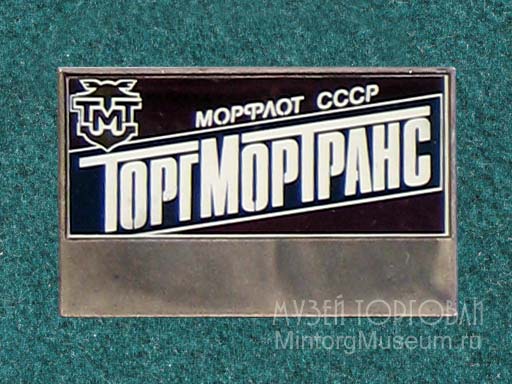 ТМТ
МОРФЛОТ СССР
ТОРГМОРТРАНС
МУЗЕЙ ТОРГОВЛИ
MintorgMuseum.ru